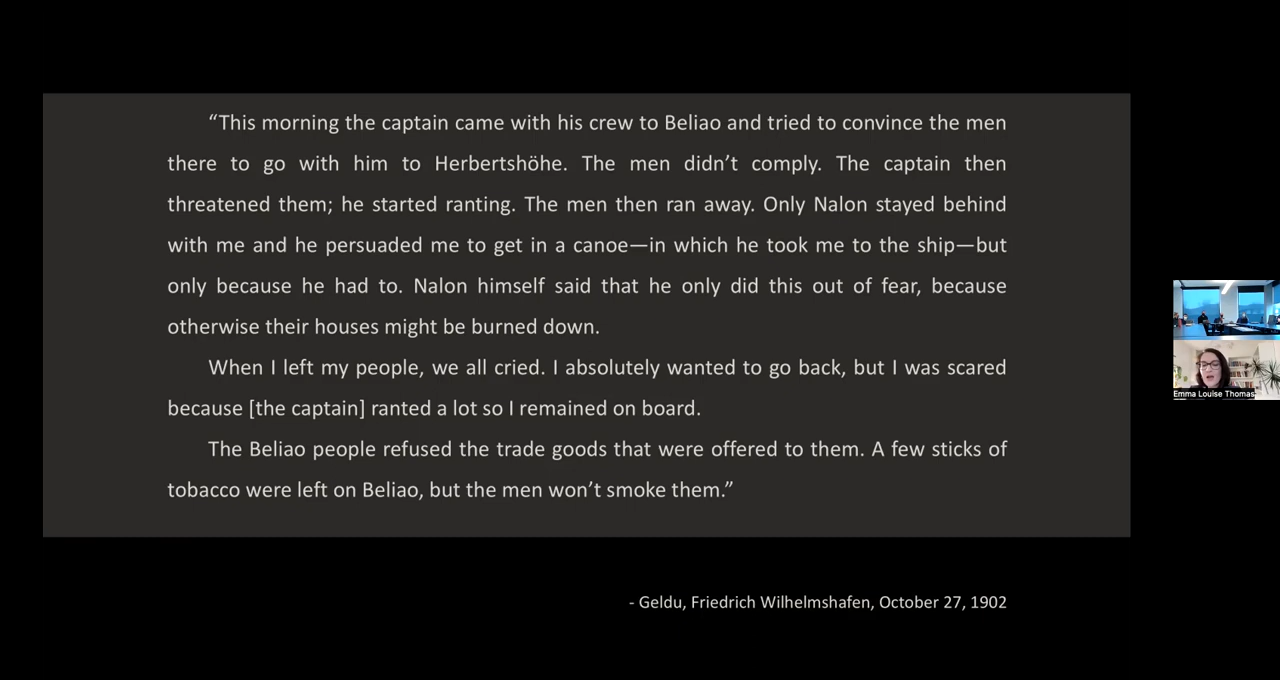 “This morning the captain came with his crew to Beliao and tried to convince the men
there to go with him to Herbertshöhe. The men didn’t comply. The captain then
threatened them; he started ranting. The men then ran away. Only Nalon stayed behind
with me and he persuaded me to get in a canoe—in which he took me to the ship—but
only because he had to. Nalon himself said that he only did this out of fear, because
otherwise their houses might be burned down.
When I left my people, we all cried. I absolutely wanted to go back, but I was scared
because [the captain] ranted a lot so I remained on board.
The Beliao people refused the trade goods that were offered to them. A few sticks of
tobacco were left on Beliao, but the men won’t smoke them.”
- Geldu, Friedrich Wilhelmshafen, October 27, 1902
Emma Louise Thomas